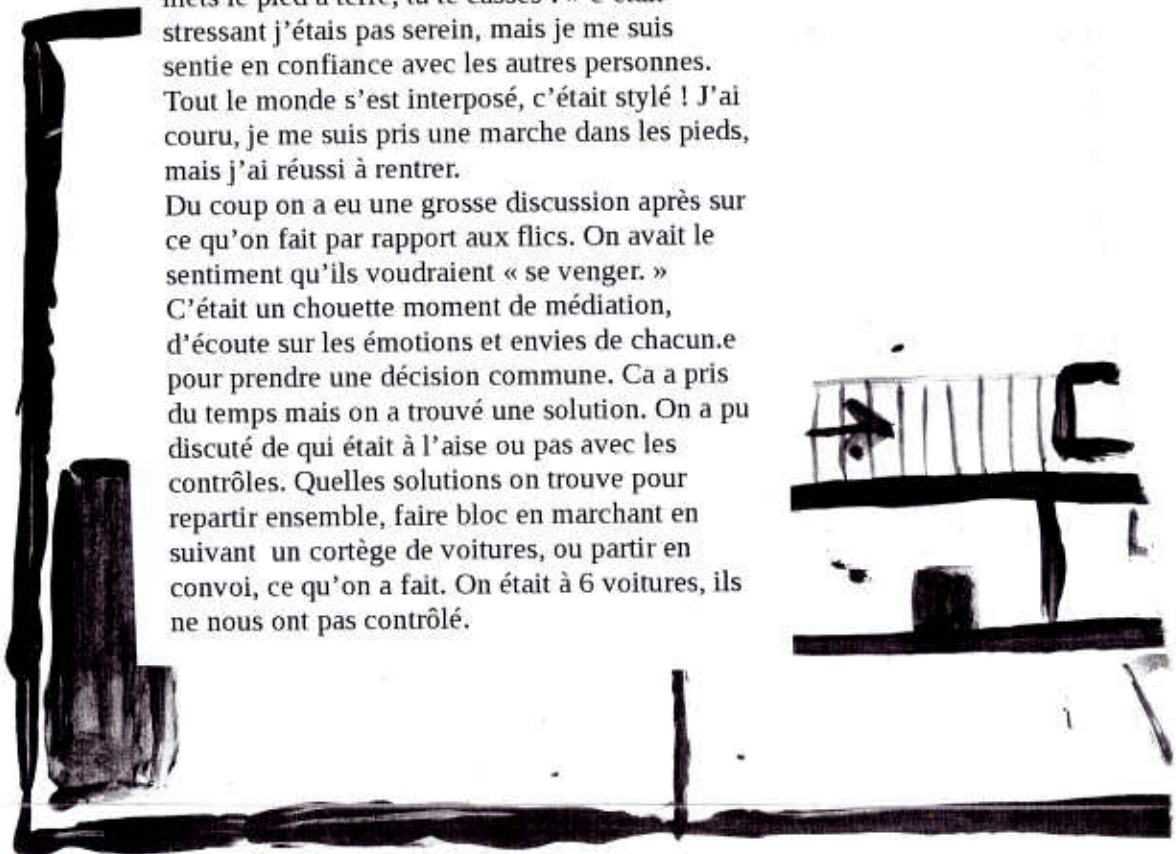 stressant j’étais pas serein, mais je me suis
sentie en confiance avec les autres personnes.
Tout le monde s’est interposé, c’était stylé ! J’ai
couru, je me suis pris une marche dans les pieds,
mais j’ai réussi à rentrer.
Du coup on a eu une grosse discussion après sur
ce qu’on fait par rapport aux flics. On avait le
sentiment qu’ils voudraient « se venger. »
C’était un chouette moment de médiation,
d’écoute sur les émotions et envies de chacun.e
pour prendre une décision commune. Ca a pris
du temps mais on a trouvé une solution. On a pu
discuté de qui était à l’aise ou pas avec les
contrôles. Quelles solutions on trouve pour
repartir ensemble, faire bloc en marchant en
suivant  un cortège de voitures, ou partir en
convoi, ce qu’on a fait. On était à 6 voitures, ils
ne nous ont pas contrôlé.